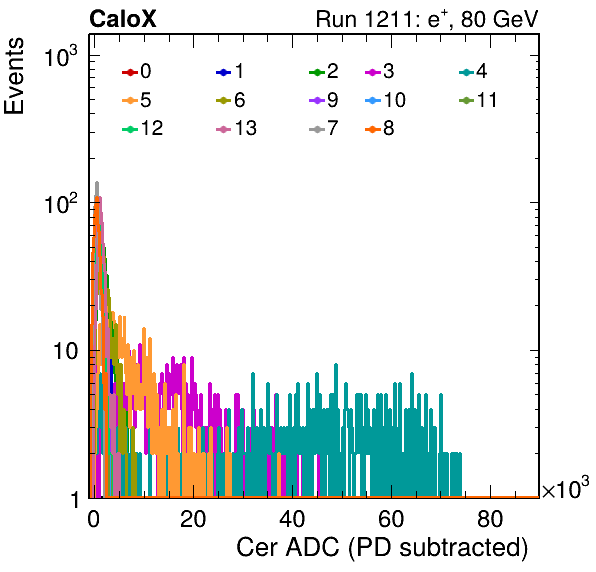 CaloX Run 1211: e⁺, 80 GeV
Events
10³
0 1 2 3 4
5 6 9 10 11
12 13 7 8
10²
10
1
0 20 40 60 80 ×10³
Cer ADC (PD subtracted)